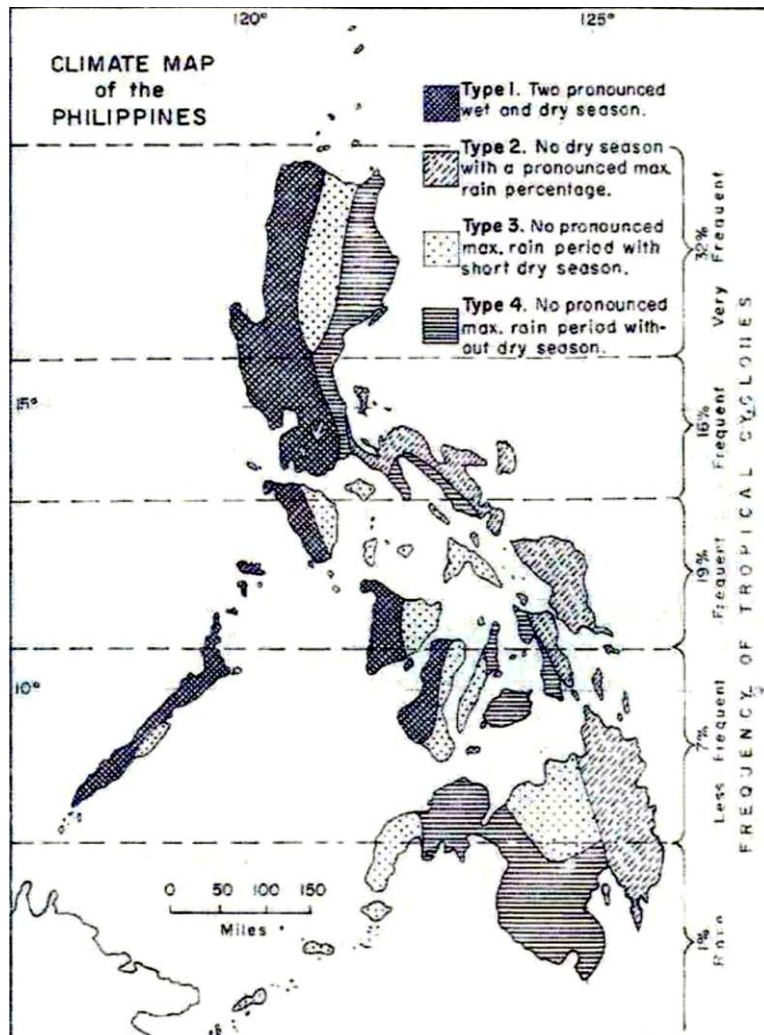 120°
125°
CLIMATE MAP
of the
PHILIPPINES
Type 1. Two pronounced
wet and dry season.
Type 2. No dry season
with a pronounced max.
rain percentage.
Type 3. No pronounced
max. rain period with
short dry season.
Type 4. No pronounced
max. rain period with-
out dry season.
32%
Very Frequent
15°
16%
Frequent
19%
Frequent
10°
7%
Less Frequent
1%
Rare
FREQUENCY OF TROPICAL CYCLONES
0 50 100 150
Miles